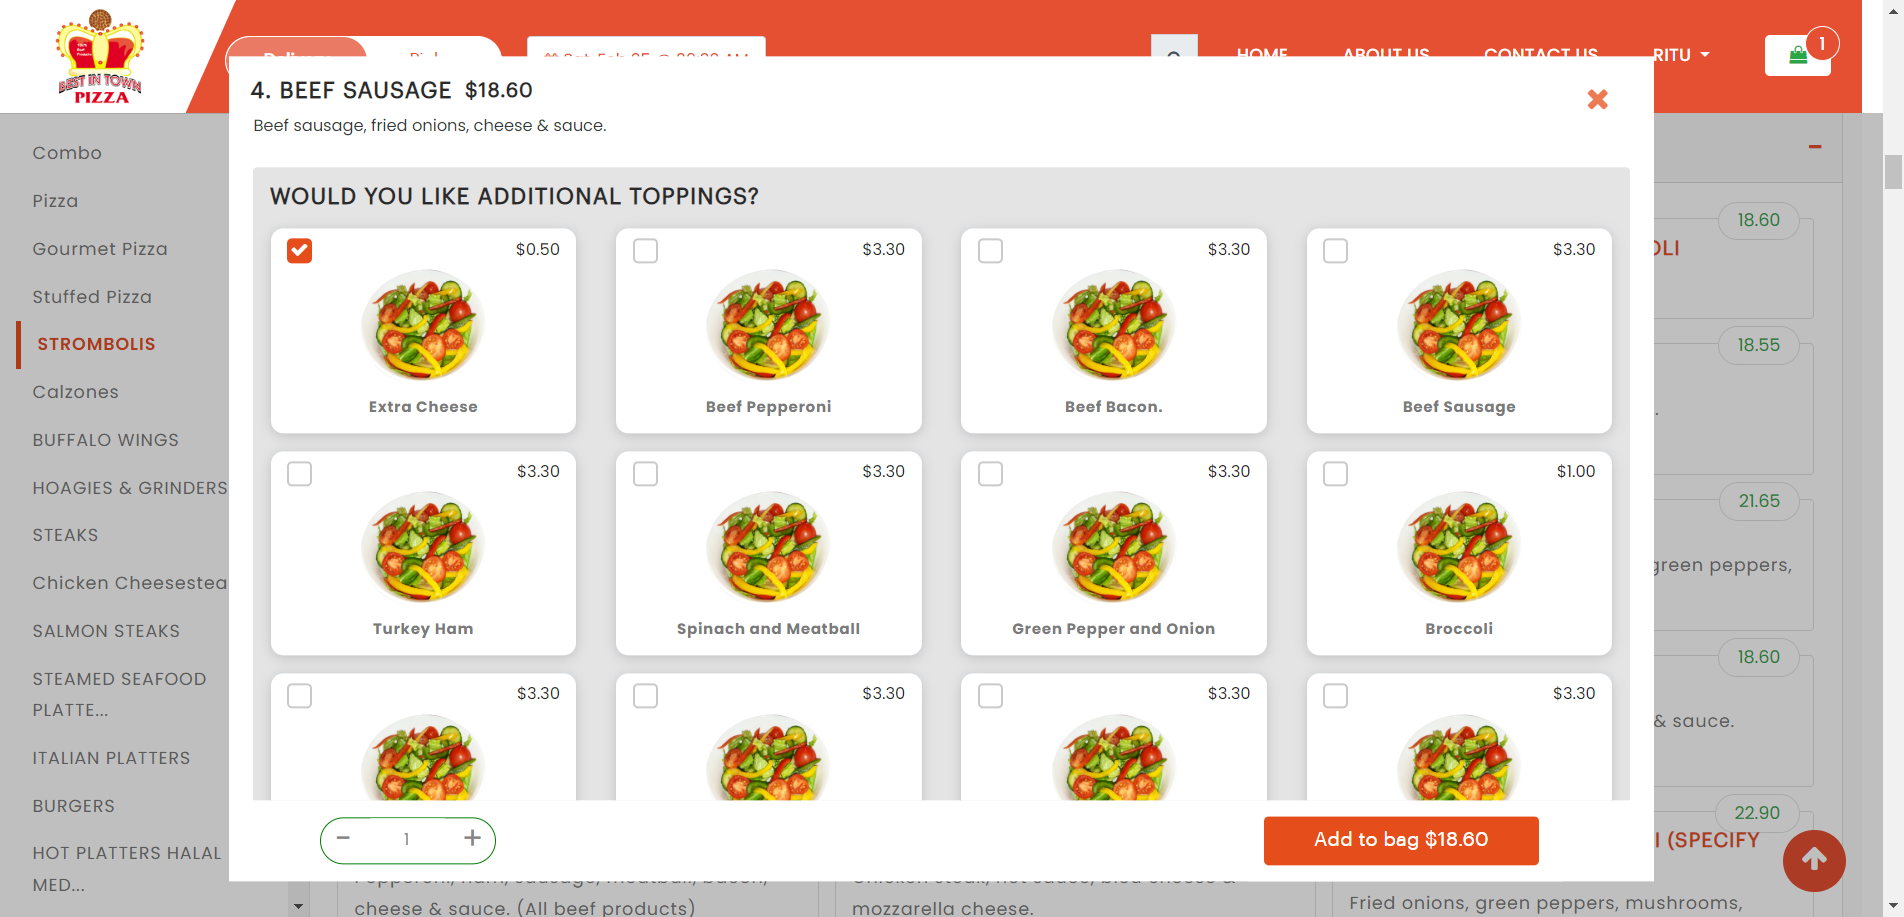 BEST IN TOWN
PIZZA
HOME
ABOUT US
CONTACT US
RITU
1
4. BEEF SAUSAGE $18.60
Beef sausage, fried onions, cheese & sauce.
WOULD YOU LIKE ADDITIONAL TOPPINGS?
$0.50
Extra Cheese
$3.30
Beef Pepperoni
$3.30
Beef Bacon.
$3.30
Beef Sausage
$3.30
Turkey Ham
$3.30
Spinach and Meatball
$3.30
Green Pepper and Onion
$1.00
Broccoli
$3.30
$3.30
$3.30
$3.30
1
Add to bag $18.60
Combo
Pizza
Gourmet Pizza
Stuffed Pizza
STROMBOLIS
Calzones
BUFFALO WINGS
HOAGIES & GRINDERS
STEAKS
Chicken Cheesestea
SALMON STEAKS
STEAMED SEAFOOD
PLATTE...
ITALIAN PLATTERS
BURGERS
HOT PLATTERS HALAL
MED...
18.60
OLI
18.55
.
21.65
green peppers,
18.60
& sauce.
22.90
I (SPECIFY
cheese & sauce. (All beef products)
mozzarella cheese.
Fried onions, green peppers, mushrooms,